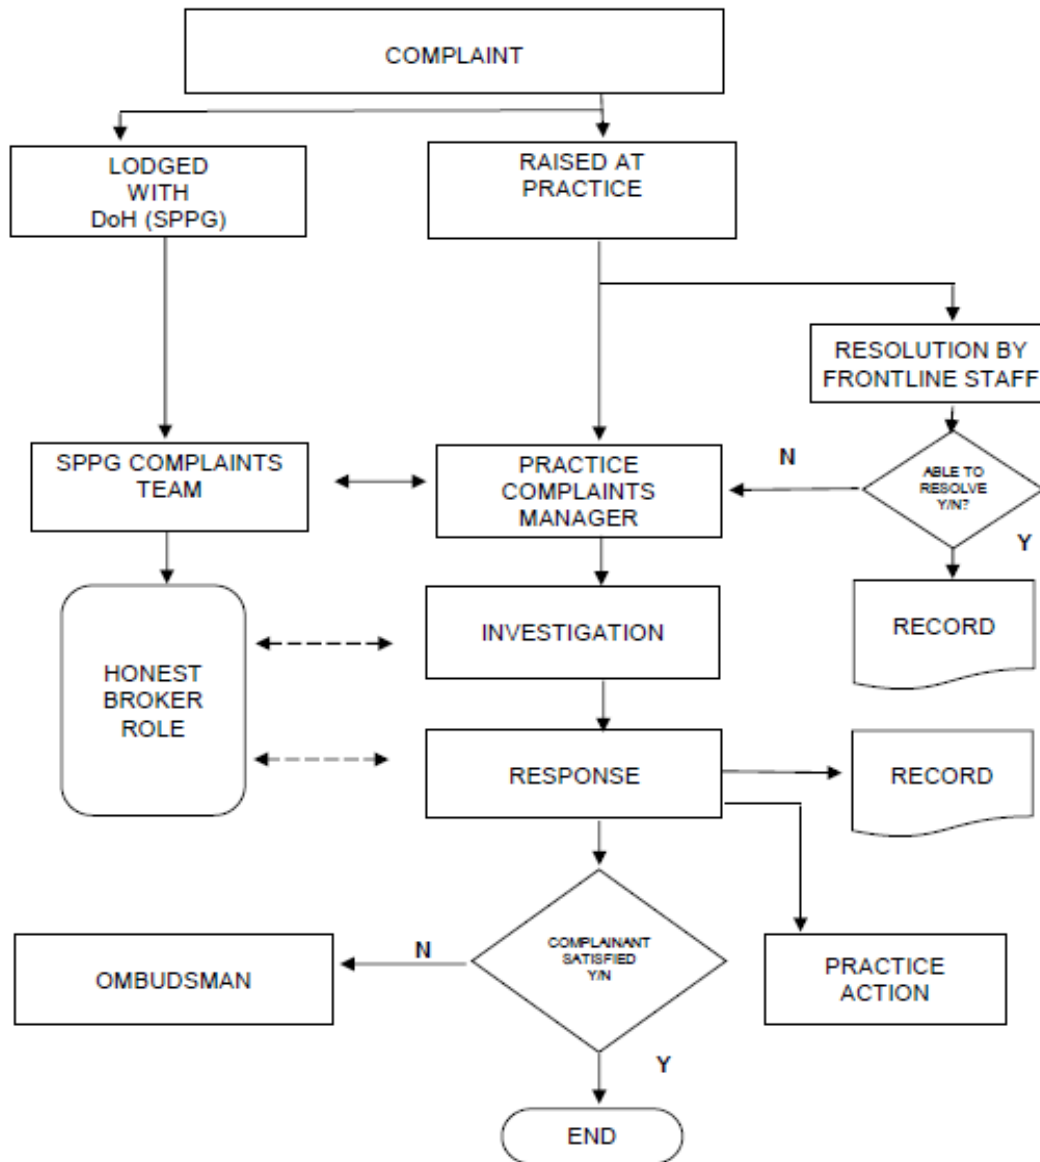 COMPLAINT
LODGED
WITH
DoH (SPPG)
RAISED AT
PRACTICE
RESOLUTION BY
FRONTLINE STAFF
SPPG COMPLAINTS
TEAM
PRACTICE
COMPLAINTS
MANAGER
N
ABLE TO
RESOLVE
Y/N?
Y
HONEST
BROKER
ROLE
INVESTIGATION
RECORD
RESPONSE
RECORD
OMBUDSMAN
N
COMPLAINANT
SATISFIED
Y/N
PRACTICE
ACTION
Y
END